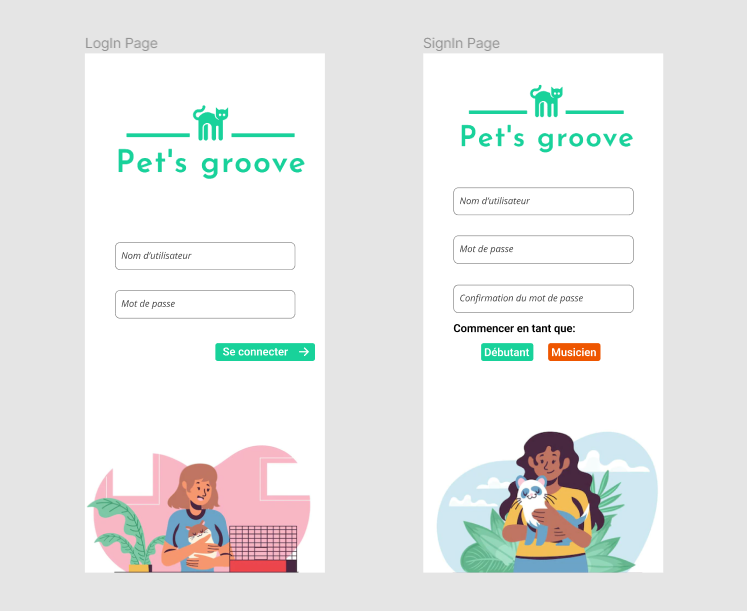 LogIn Page
Pet's groove
Nom d'utilisateur
Mot de passe
Se connecter
SignIn Page
Pet's groove
Nom d'utilisateur
Mot de passe
Confirmation du mot de passe
Commencer en tant que:
Débutant
Musicien